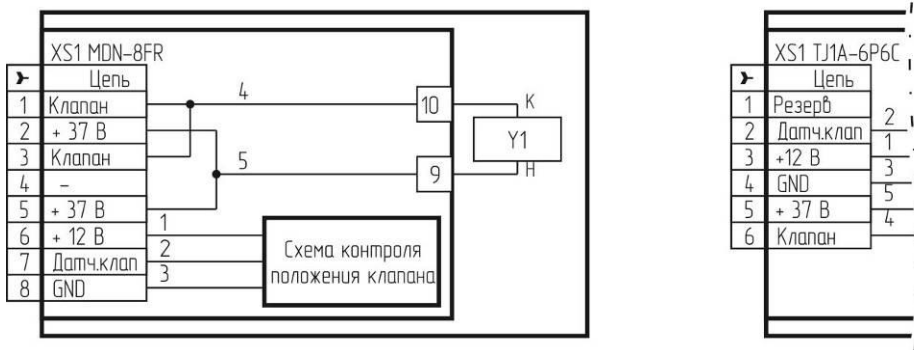 XS1 MDN-8FR
Цепь
1 Клапан
2 + 37 В
3 Клапан
4 –
5 + 37 В
6 + 12 В
7 Датч.клап
8 GND
4
5
1
2
3
10
9
К
Y1
Н
Схема контроля
положения клапана
XS1 TJ1A-6P6C
Цепь
1 Резерв
2 Датч.клап
3 +12 В
4 GND
5 + 37 В
6 Клапан
2
1
3
5
4